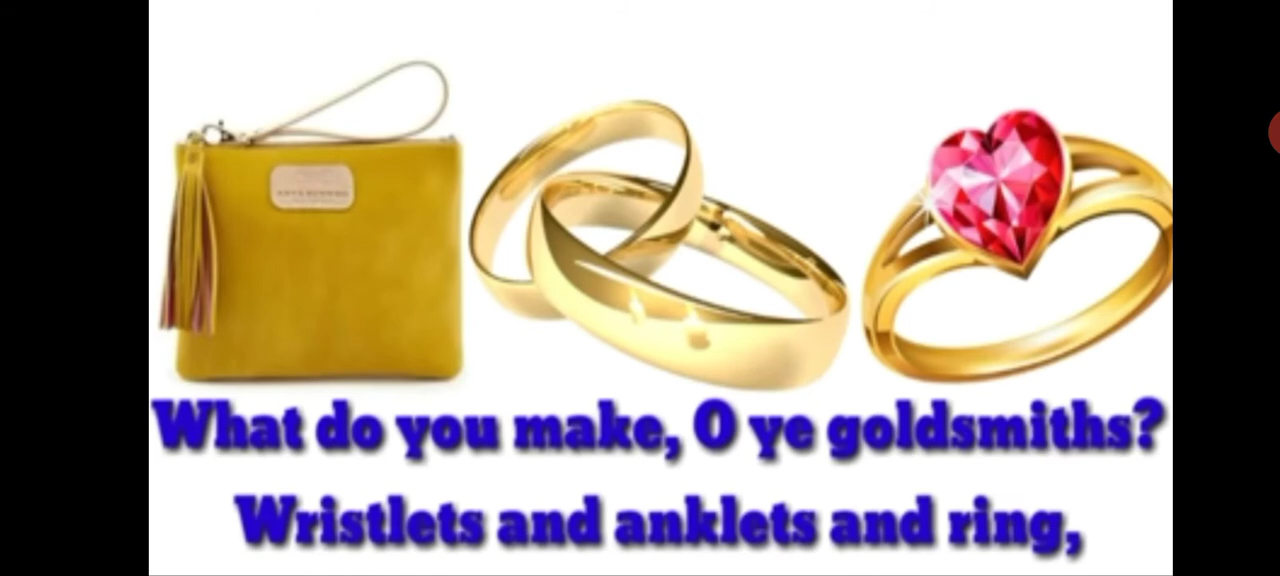 What do you make, O ye goldsmiths?
Wristlets and anklets and ring,